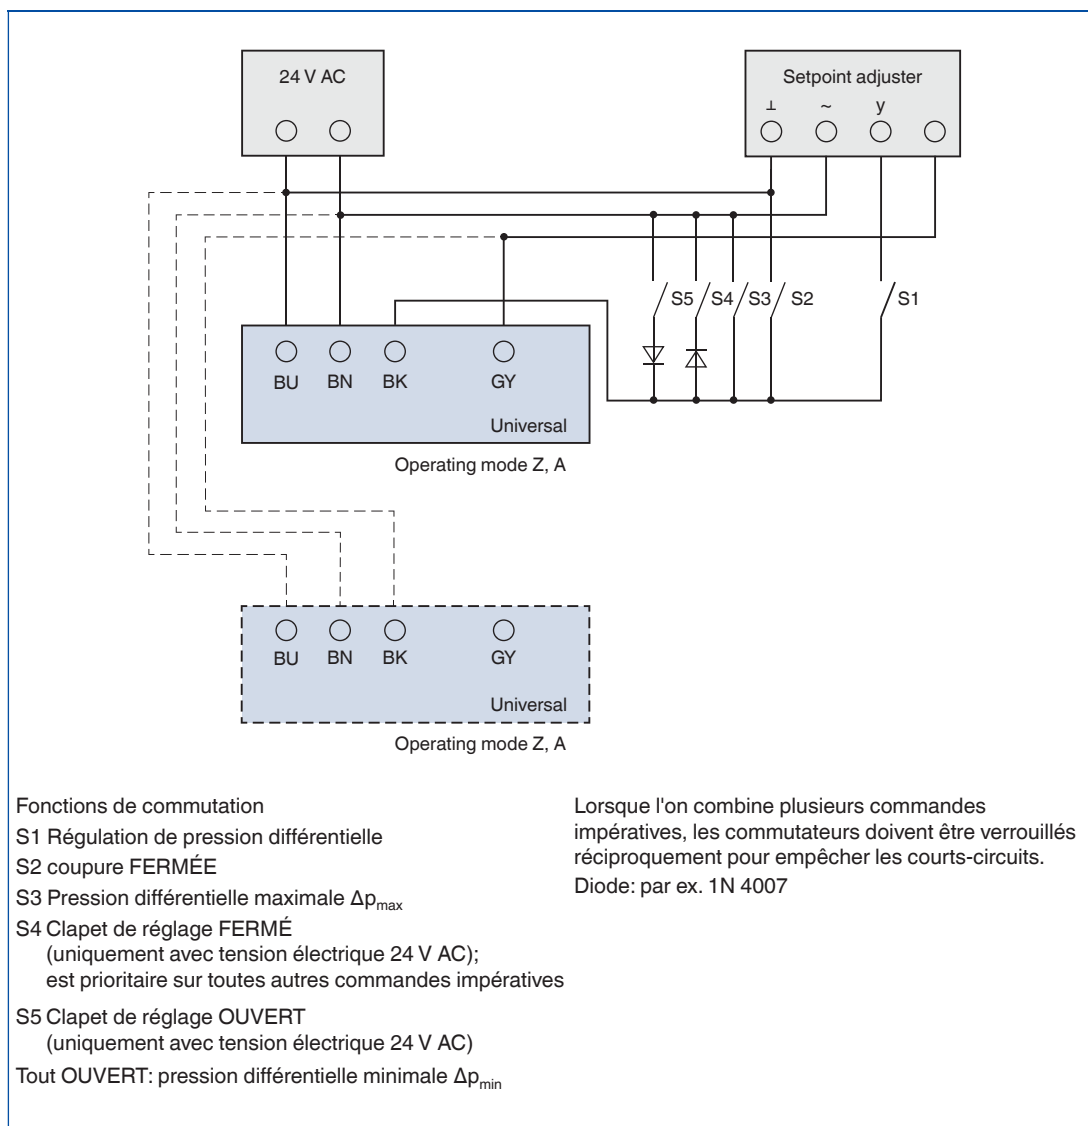 24 V AC
Setpoint adjuster
⊥ ~ y
S5 S4 S3 S2 S1
BU BN BK GY
Universal
Operating mode Z, A
BU BN BK GY
Universal
Operating mode Z, A
Fonctions de commutation
S1 Régulation de pression différentielle
S2 coupure FERMÉE
S3 Pression différentielle maximale Δpmax
S4 Clapet de réglage FERMÉ
(uniquement avec tension électrique 24 V AC);
est prioritaire sur toutes autres commandes impératives
S5 Clapet de réglage OUVERT
(uniquement avec tension électrique 24 V AC)
Tout OUVERT: pression différentielle minimale Δpmin
Lorsque l'on combine plusieurs commandes
impératives, les commutateurs doivent être verrouillés
réciproquement pour empêcher les courts-circuits.
Diode: par ex. 1N 4007